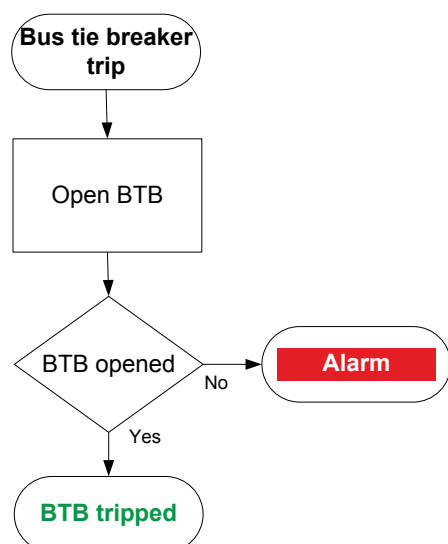 Bus tie breaker
trip
Open BTB
BTB opened
No
Alarm
Yes
BTB tripped